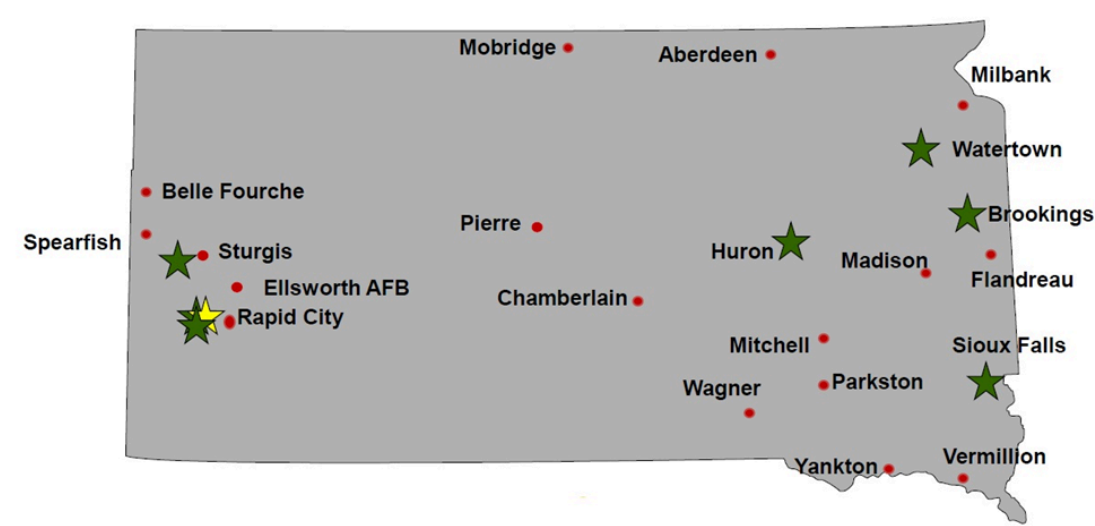 Mobridge
Aberdeen
Milbank
Watertown
Belle Fourche
Brookings
Pierre
Spearfish
Sturgis
Huron
Madison
Flandreau
Ellsworth AFB
Chamberlain
Rapid City
Mitchell
Sioux Falls
Wagner
Parkston
Yankton
Vermillion